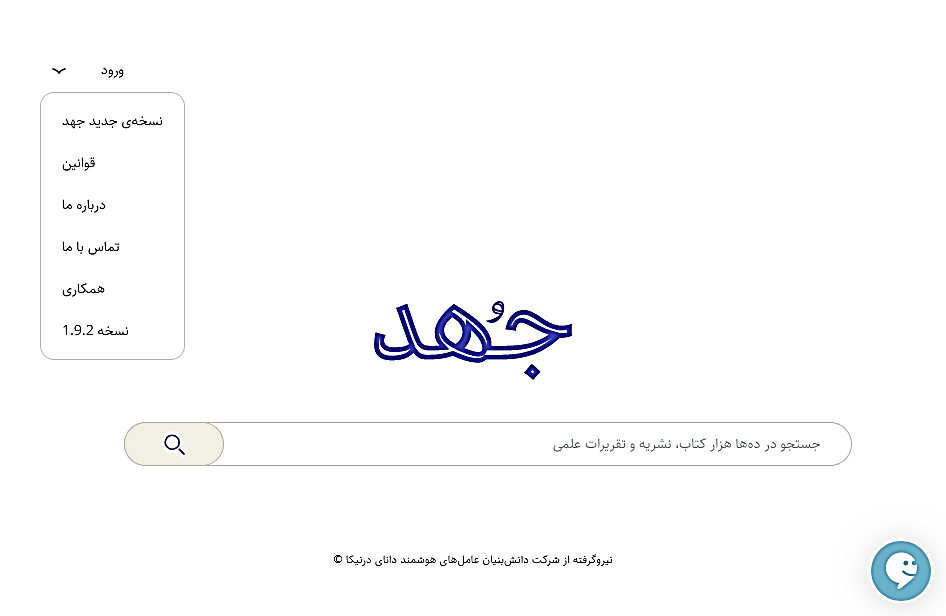 ورود
نسخه‌ی جدید جهد
قوانین
درباره ما
تماس با ما
همکاری
نسخه 1.9.2
جُهد
جستجو در ده‌ها هزار کتاب، نشریه و تقریرات علمی
نیروگرفته از شرکت دانش‌بنیان عامل‌های هوشمند دانای درنیکا ©